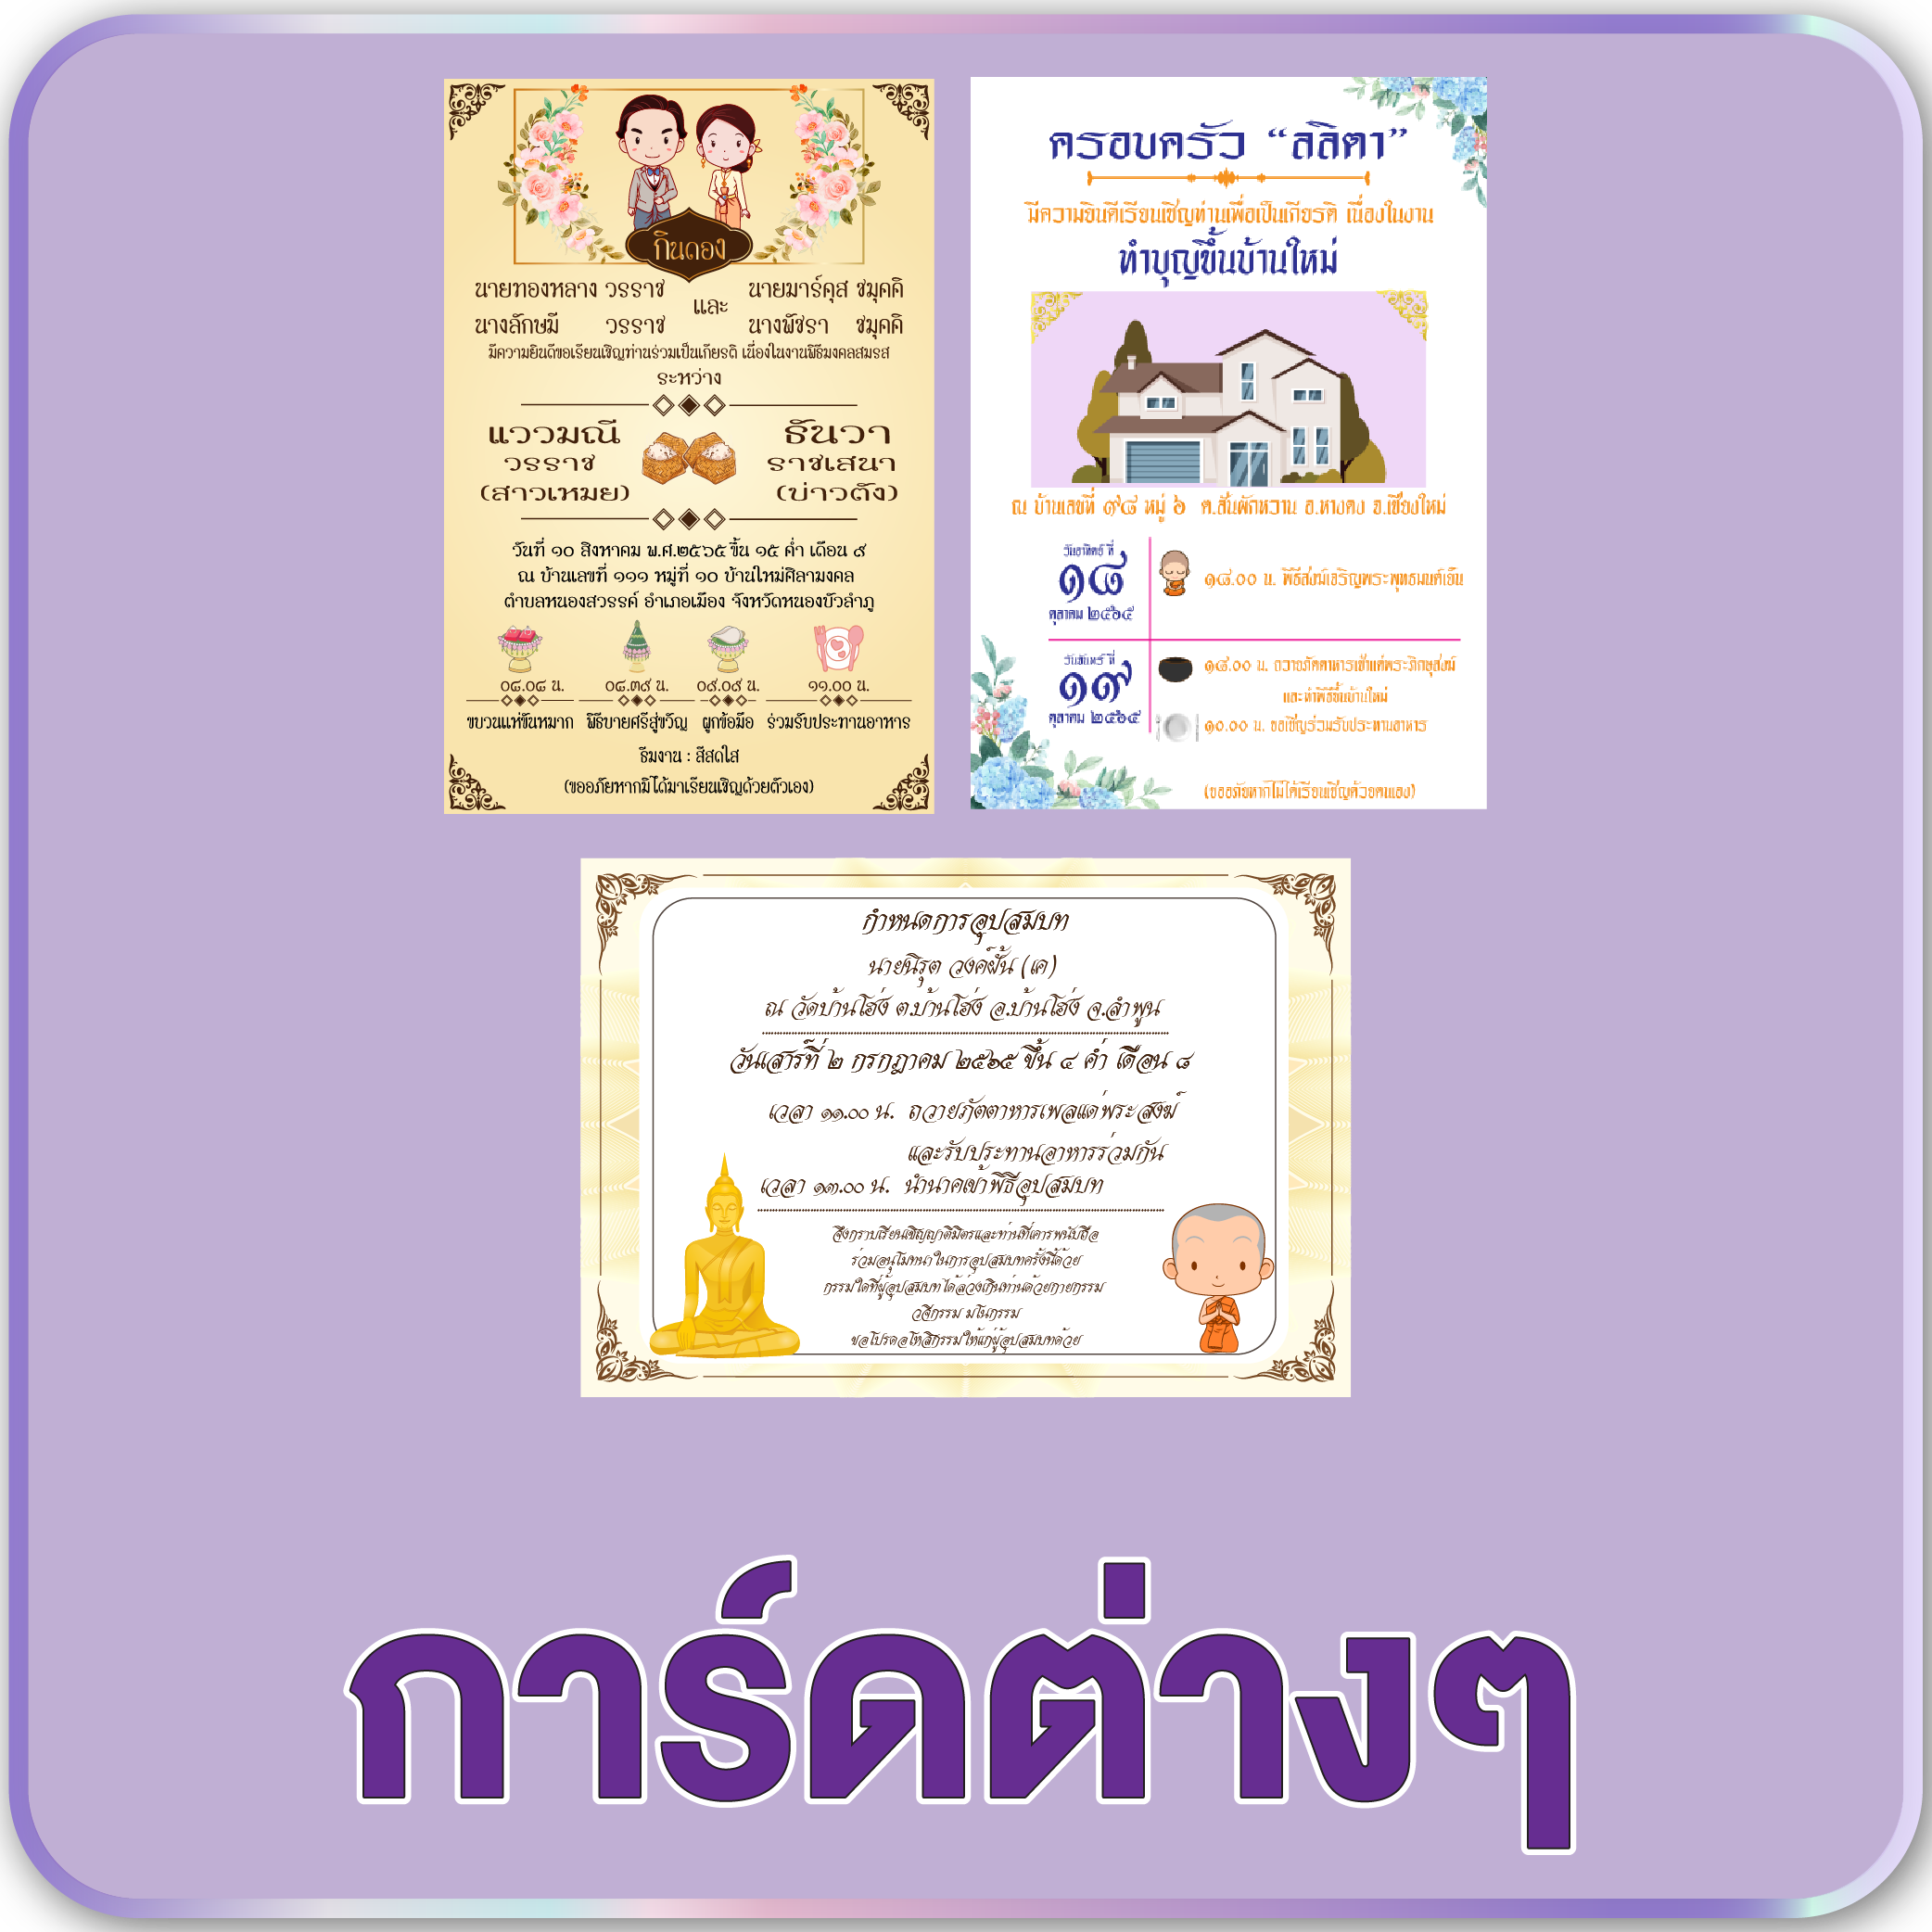 กินดอง
นายทองหลาง วรราช และ นายมาร์คุส ชมุคคิ
นางลักษมี วรราช นางพัชรา ชมุคคิ
มีความยินดีขอเรียนเชิญท่านร่วมเป็นเกียรติ เนื่องในงานพิธีมงคลสมรส
ระหว่าง
แววมณี ธันวา
วรราช ราชเสนา
(สาวเหมย) (บ่าวตัง)
วันที่ ๑๐ สิงหาคม พ.ศ.๒๕๖๕ ขึ้น ๑๕ ค่ำ เดือน ๙
ณ บ้านเลขที่ ๑๑๑ หมู่ที่ ๑๐ บ้านใหม่ศิลามงคล
ตำบลหนองสวรรค์ อำเภอเมือง จังหวัดหนองบัวลำภู
๐๘.๐๘ น. ๐๘.๓๙ น. ๐๙.๐๙ น. ๑๑.๐๐ น.
ขบวนแห่ขันหมาก พิธีบายศรีสู่ขวัญ ผูกข้อมือ ร่วมรับประทานอาหาร
ธีมงาน : สีสดใส
(ขออภัยหากมิได้มาเรียนเชิญด้วยตัวเอง)
ครอบครัว “ลลิตา”
มีความยินดีเรียนเชิญท่านเพื่อเป็นเกียรติ เนื่องในงาน
ทำบุญขึ้นบ้านใหม่
ณ บ้านเลขที่ ๙๘ หมู่ ๖ ต.สันผักหวาน อ.หางดง จ.เชียงใหม่
วันอาทิตย์ ที่
๑๘
ตุลาคม ๒๕๖๕
๑๘.๐๐ น. พิธีสงฆ์เจริญพระพุทธมนต์เย็น
วันจันทร์ ที่
๑๙
ตุลาคม ๒๕๖๕
๑๘.๐๐ น. ถวายภัตตาหารเช้าแด่พระภิกษุสงฆ์
และทำพิธีขึ้นบ้านใหม่
๑๐.๐๐ น. ขอเชิญร่วมรับประทานอาหาร
(ขออภัยหากไม่ได้เรียนเชิญด้วยตนเอง)
กำหนดการอุปสมบท
นายนิรุต วงค์ฝั้น (เค)
ณ วัดบ้านโฮ่ง ต.บ้านโฮ่ง อ.บ้านโฮ่ง จ.ลำพูน
วันเสาร์ที่ ๒ กรกฎาคม ๒๕๖๕ ขึ้น ๔ ค่ำ เดือน ๘
เวลา ๑๑.๐๐ น. ถวายภัตตาหารเพลแด่พระสงฆ์
และรับประทานอาหารร่วมกัน
เวลา ๑๓.๐๐ น. นำนาคเข้าพิธีอุปสมบท
จึงกราบเรียนเชิญญาติมิตรและท่านที่เคารพนับถือ
ร่วมอนุโมทนาในการอุปสมบทครั้งนี้ด้วย
กรรมใดที่ผู้อุปสมบทได้ล่วงเกินท่านด้วยกายกรรม
วจีกรรม มโนกรรม
ขอโปรดอโหสิกรรมให้แก่ผู้อุปสมบทด้วย
การ์ดต่างๆ